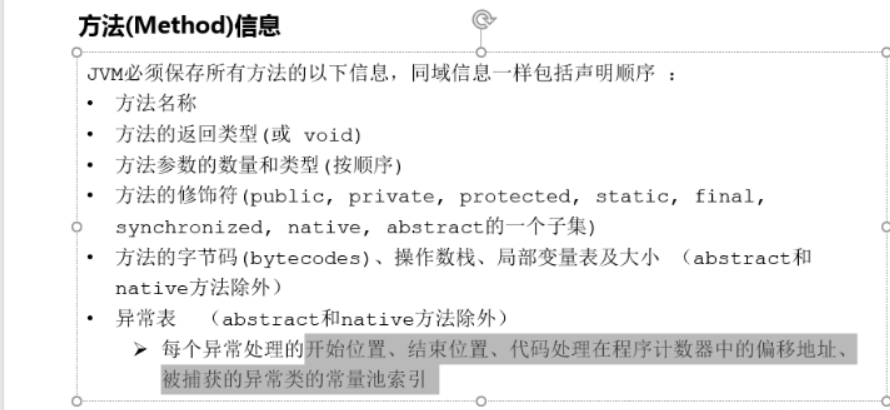 方法(Method)信息
JVM必须保存所有方法的以下信息，同域信息一样包括声明顺序 ：
• 方法名称
• 方法的返回类型(或 void)
• 方法参数的数量和类型(按顺序)
• 方法的修饰符(public, private, protected, static, final,
synchronized, native, abstract的一个子集)
• 方法的字节码(bytecodes)、操作数栈、局部变量表及大小 （abstract和
native方法除外）
• 异常表 （abstract和native方法除外）
➢ 每个异常处理的开始位置、结束位置、代码处理在程序计数器中的偏移地址、
被捕获的异常类的常量池索引